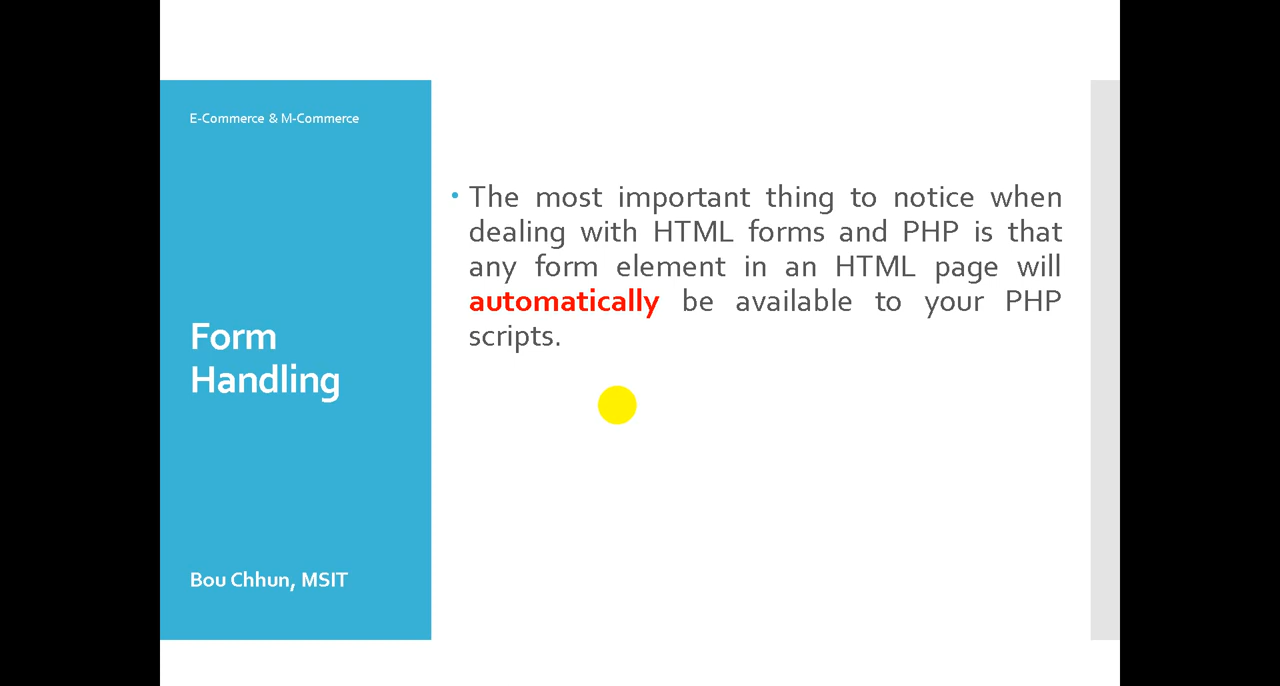 E-Commerce & M-Commerce
Form
Handling
Bou Chhun, MSIT
• The most important thing to notice when
dealing with HTML forms and PHP is that
any form element in an HTML page will
automatically be available to your PHP
scripts.